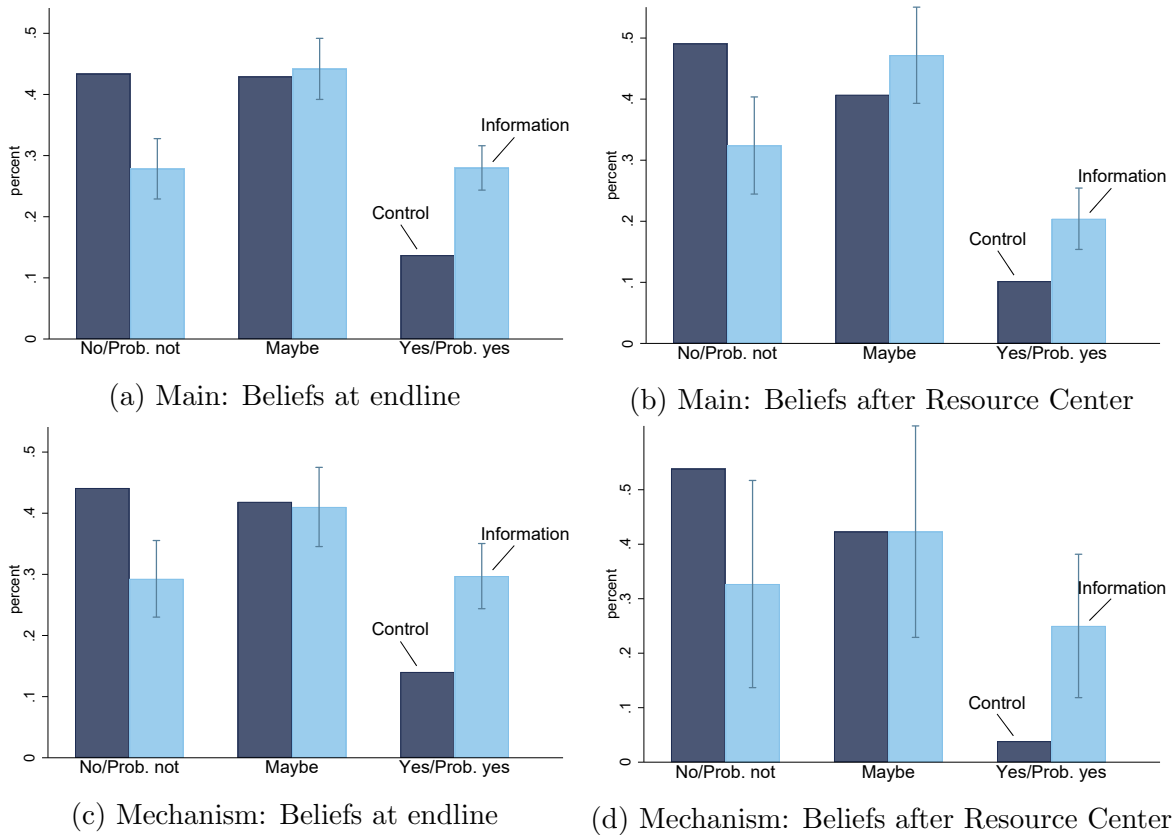 percent
0
.1
.2
.3
.4
.5
Control
Information
No/Prob. not
Maybe
Yes/Prob. yes
(a) Main: Beliefs at endline
percent
0
.1
.2
.3
.4
.5
Control
Information
No/Prob. not
Maybe
Yes/Prob. yes
(b) Main: Beliefs after Resource Center
percent
0
.1
.2
.3
.4
.5
Control
Information
No/Prob. not
Maybe
Yes/Prob. yes
(c) Mechanism: Beliefs at endline
percent
0
.1
.2
.3
.4
.5
Control
Information
No/Prob. not
Maybe
Yes/Prob. yes
(d) Mechanism: Beliefs after Resource Center